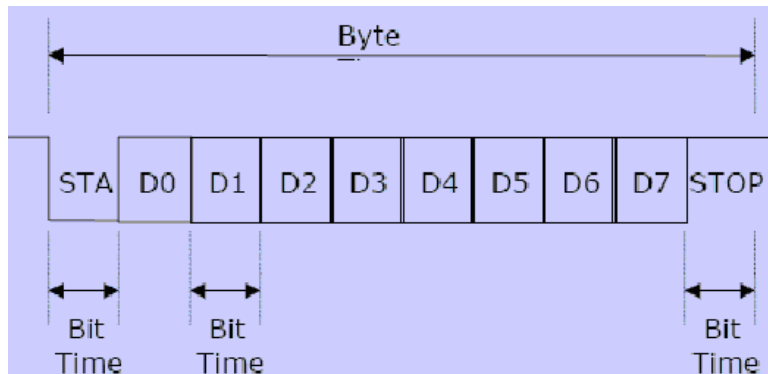 Byte
STA D0 D1 D2 D3 D4 D5 D6 D7 STOP
Bit Time
Bit Time
Bit Time